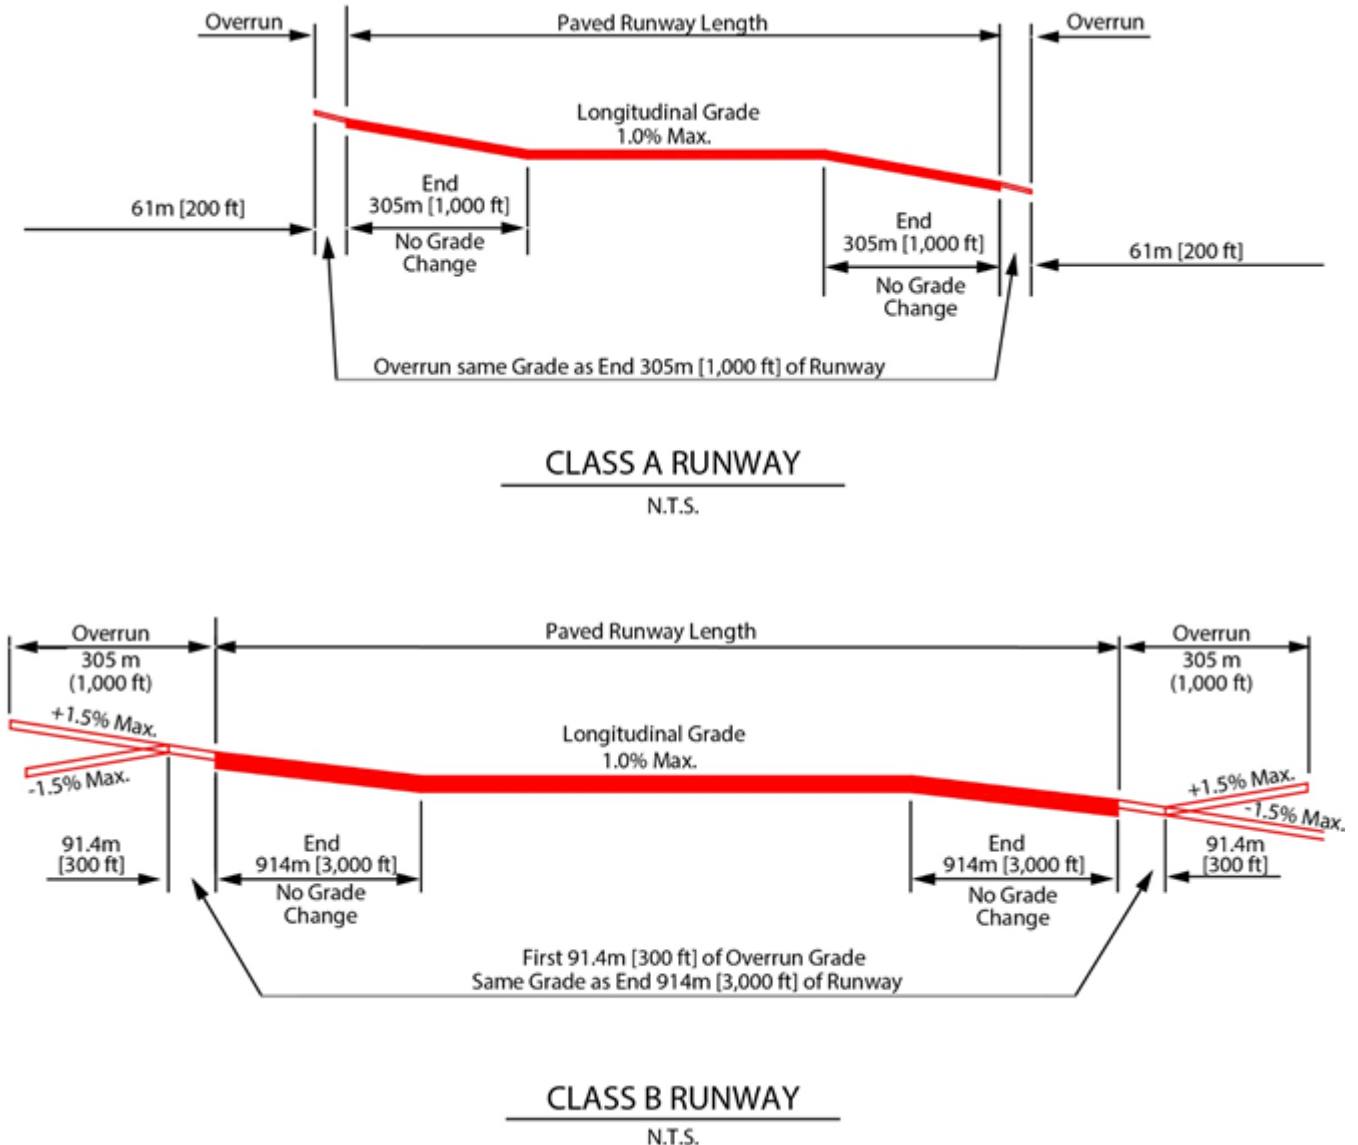 Overrun
Paved Runway Length
Overrun
Longitudinal Grade
1.0% Max.
61m [200 ft]
End
305m [1,000 ft]
No Grade
Change
End
305m [1,000 ft]
No Grade
Change
61m [200 ft]
Overrun same Grade as End 305m [1,000 ft] of Runway
CLASS A RUNWAY
N.T.S.
Overrun
305 m
(1,000 ft)
Paved Runway Length
Overrun
305 m
(1,000 ft)
+1.5% Max.
-1.5% Max.
Longitudinal Grade
1.0% Max.
+1.5% Max.
-1.5% Max.
91.4m
[300 ft]
End
914m [3,000 ft]
No Grade
Change
End
914m [3,000 ft]
No Grade
Change
91.4m
[300 ft]
First 91.4m [300 ft] of Overrun Grade
Same Grade as End 914m [3,000 ft] of Runway
CLASS B RUNWAY
N.T.S.